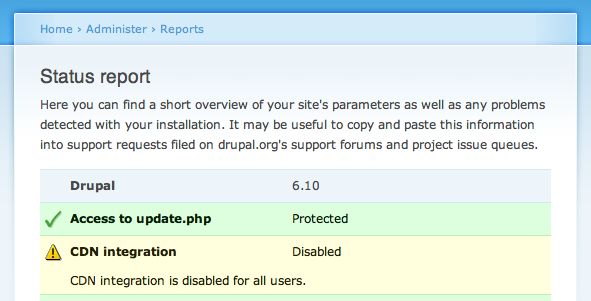 Home › Administer › Reports
Status report
Here you can find a short overview of your site's parameters as well as any problems
detected with your installation. It may be useful to copy and paste this information
into support requests filed on drupal.org's support forums and project issue queues.
Drupal 6.10
Access to update.php Protected
CDN integration Disabled
CDN integration is disabled for all users.